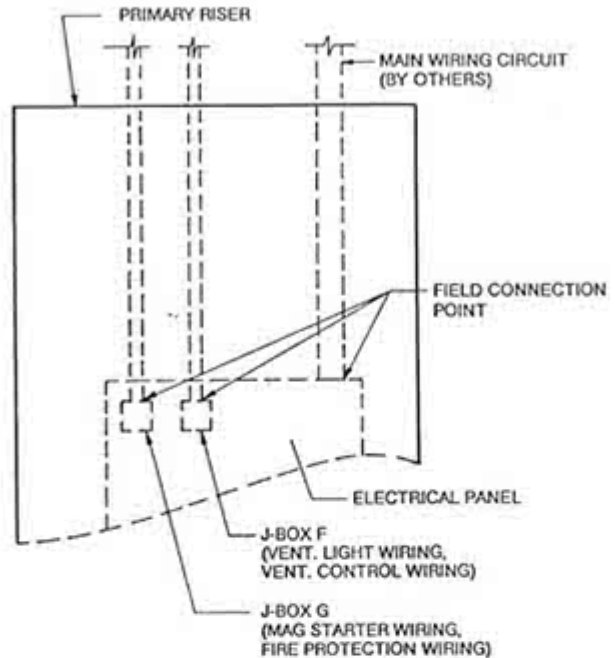 PRIMARY RISER
MAIN WIRING CIRCUIT
(BY OTHERS)
FIELD CONNECTION
POINT
ELECTRICAL PANEL
J-BOX F
(VENT. LIGHT WIRING,
VENT. CONTROL WIRING)
J-BOX G
(MAG STARTER WIRING,
FIRE PROTECTION WIRING)